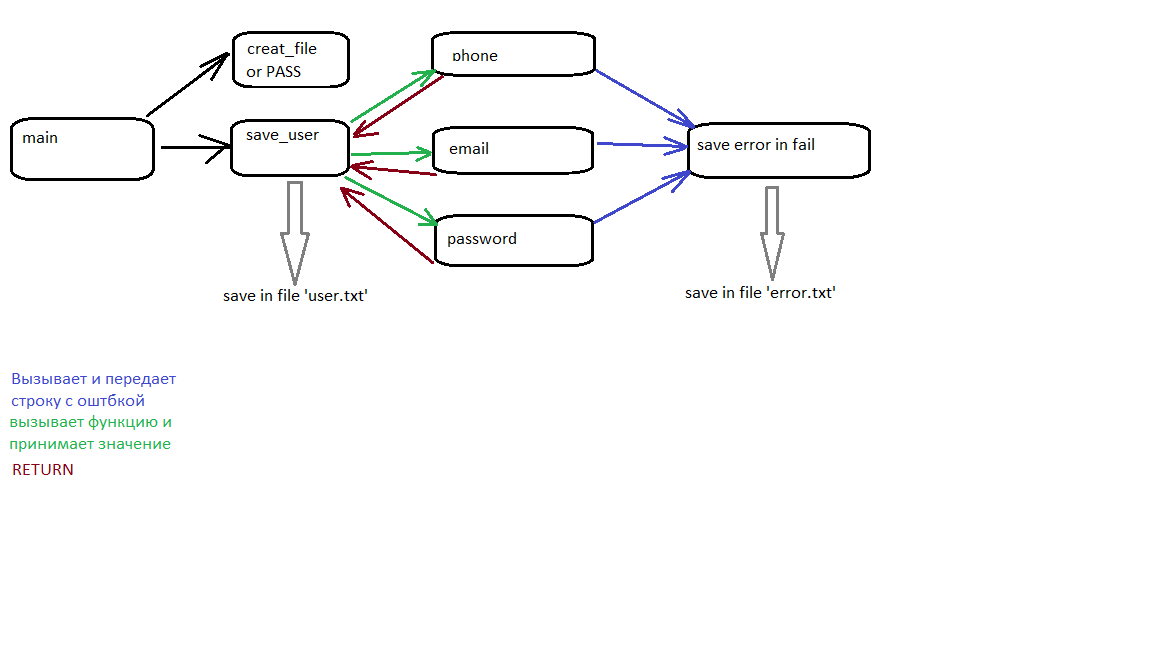 creat_file
or PASS
phone
main
save_user
email
save error in fail
password
save in file 'user.txt'
save in file 'error.txt'
Вызывает и передает
строку с оштбкой
вызывает функцию и
принимает значение
RETURN